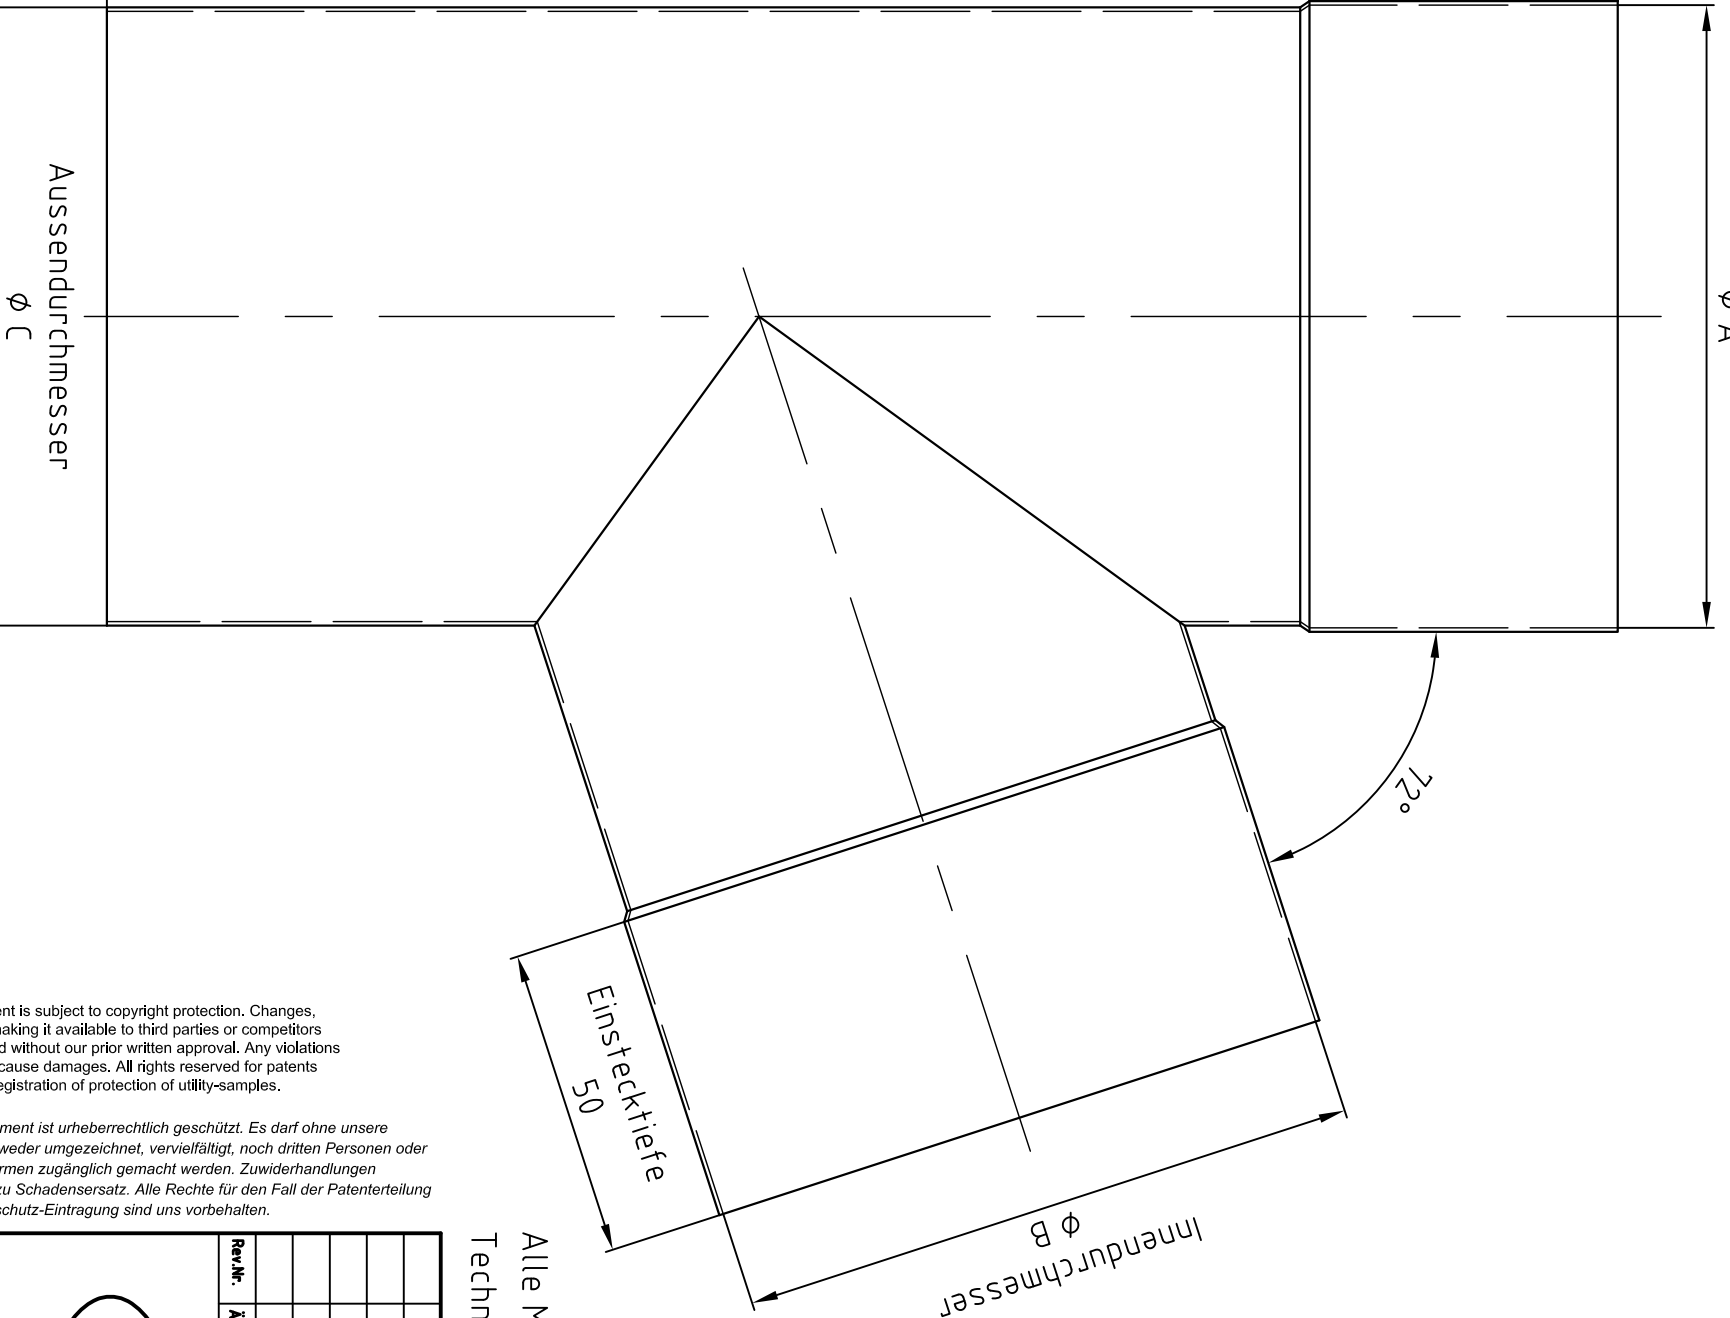 φ A
Aussendurchmesser
φ C
72°
Einstecktiefe
50
φ B
Innendurchmesser
ent is subject to copyright protection. Changes,
naking it available to third parties or competitors
d without our prior written approval. Any violations
cause damages. All rights reserved for patents
egistration of protection of utility-samples.
ment ist urheberrechtlich geschützt. Es darf ohne unsere
weder umgezeichnet, vervielfältigt, noch dritten Personen oder
rmen zugänglich gemacht werden. Zuwiderhandlungen
zu Schadensersatz. Alle Rechte für den Fall der Patenterteilung
schutz-Eintragung sind uns vorbehalten.
Alle M
Techn
Rev.Nr. Ä